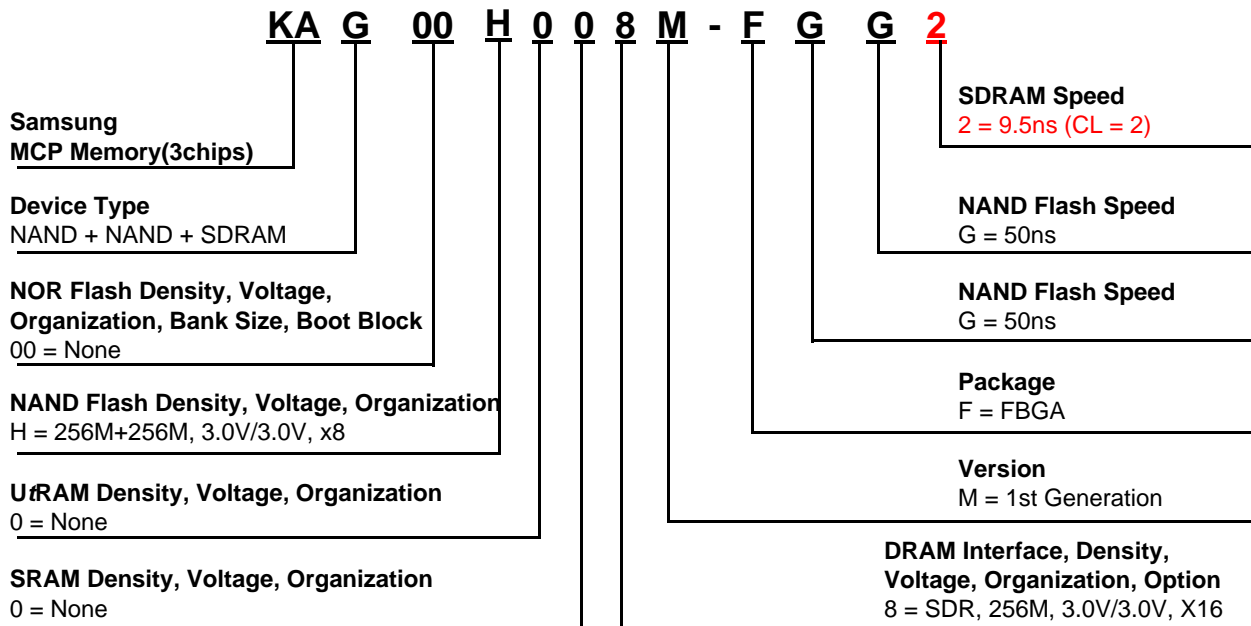 KA G 00 H 0 0 8 M - F G G 2
Samsung
MCP Memory(3chips)
Device Type
NAND + NAND + SDRAM
NOR Flash Density, Voltage,
Organization, Bank Size, Boot Block
00 = None
NAND Flash Density, Voltage, Organization
H = 256M+256M, 3.0V/3.0V, x8
UtRAM Density, Voltage, Organization
0 = None
SRAM Density, Voltage, Organization
0 = None
SDRAM Speed
2 = 9.5ns (CL = 2)
NAND Flash Speed
G = 50ns
NAND Flash Speed
G = 50ns
Package
F = FBGA
Version
M = 1st Generation
DRAM Interface, Density,
Voltage, Organization, Option
8 = SDR, 256M, 3.0V/3.0V, X16